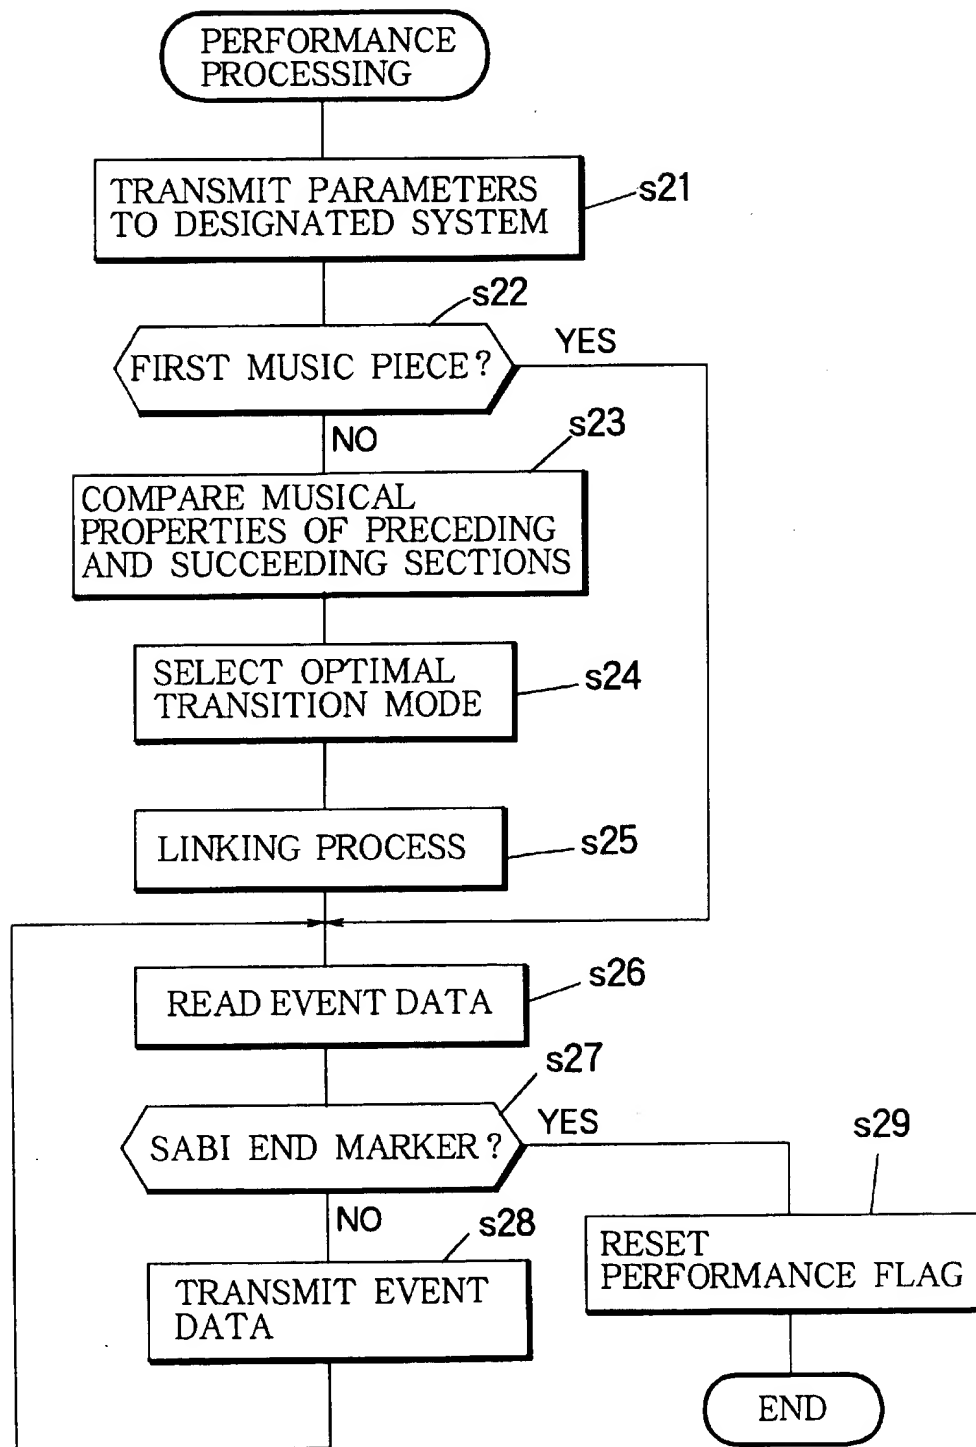 PERFORMANCE
PROCESSING
TRANSMIT PARAMETERS
TO DESIGNATED SYSTEM
s21
s22
FIRST MUSIC PIECE?
YES
NO
s23
COMPARE MUSICAL
PROPERTIES OF PRECEDING
AND SUCCEEDING SECTIONS
SELECT OPTIMAL
TRANSITION MODE
s24
LINKING PROCESS
s25
READ EVENT DATA
s26
s27
SABI END MARKER?
YES
NO
s28
TRANSMIT EVENT
DATA
s29
RESET
PERFORMANCE FLAG
END